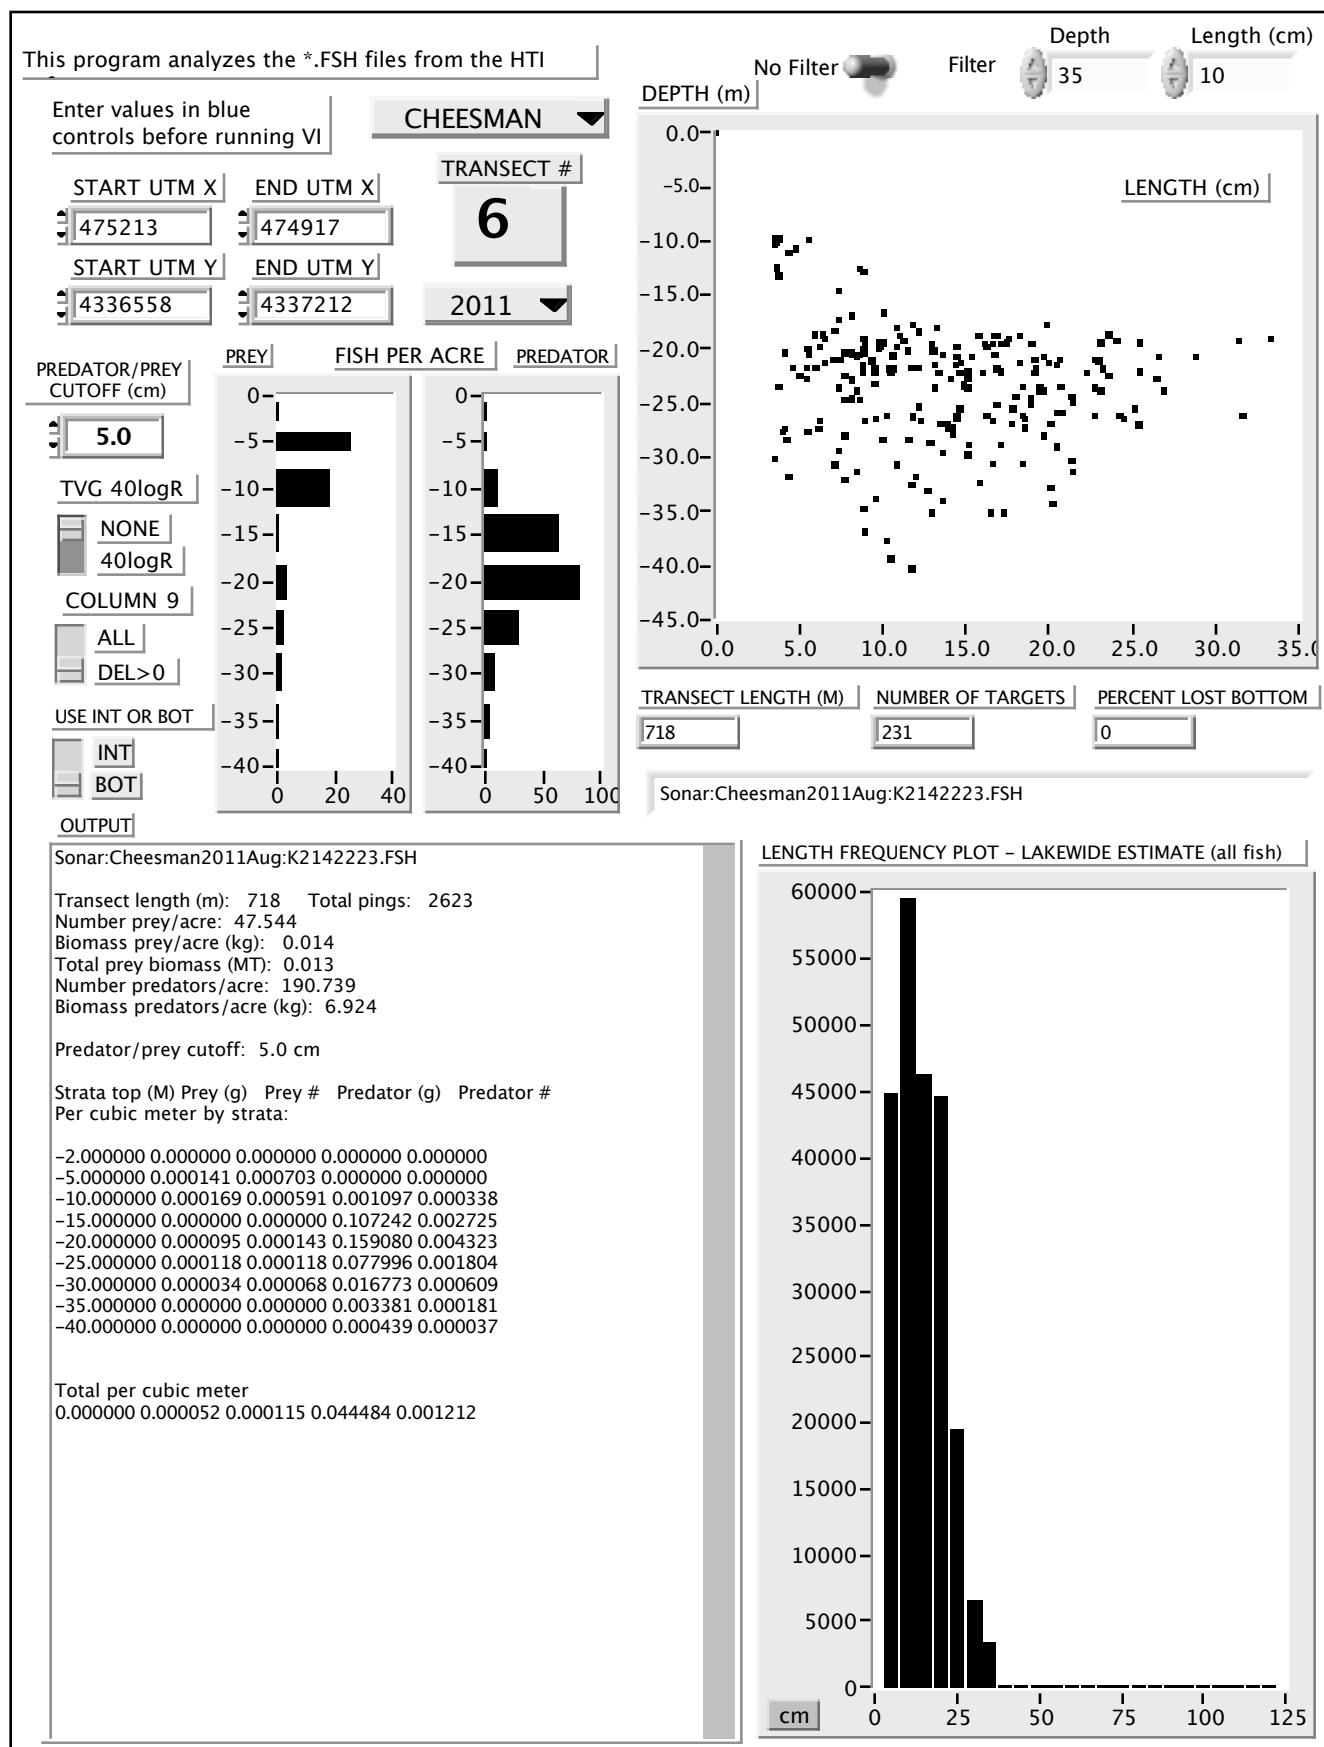 This program analyzes the *.FSH files from the HTI
Enter values in blue
controls before running VI
CHEESMAN
No Filter
Filter
Depth
35
Length (cm)
10
START UTM X
475213
END UTM X
474917
TRANSECT #
6
START UTM Y
4336558
END UTM Y
4337212
2011
DEPTH (m)
LENGTH (cm)
0.0
-5.0
-10.0
-15.0
-20.0
-25.0
-30.0
-35.0
-40.0
-45.0
0.0 5.0 10.0 15.0 20.0 25.0 30.0 35.0
PREDATOR/PREY
CUTOFF (cm)
5.0
TVG 40logR
NONE
40logR
COLUMN 9
ALL
DEL>0
USE INT OR BOT
INT
BOT
PREY
FISH PER ACRE
PREDATOR
0
-5
-10
-15
-20
-25
-30
-35
-40
0 20 40
0
-5
-10
-15
-20
-25
-30
-35
-40
0 50 100
TRANSECT LENGTH (M)
718
NUMBER OF TARGETS
231
PERCENT LOST BOTTOM
0
Sonar:Cheesman2011Aug:K2142223.FSH
OUTPUT
Sonar:Cheesman2011Aug:K2142223.FSH
Transect length (m): 718 Total pings: 2623
Number prey/acre: 47.544
Biomass prey/acre (kg): 0.014
Total prey biomass (MT): 0.013
Number predators/acre: 190.739
Biomass predators/acre (kg): 6.924
Predator/prey cutoff: 5.0 cm
Strata top (M) Prey (g) Prey # Predator (g) Predator #
Per cubic meter by strata:
-2.000000 0.000000 0.000000 0.000000 0.000000
-5.000000 0.000141 0.000703 0.000000 0.000000
-10.000000 0.000169 0.000591 0.001097 0.000338
-15.000000 0.000000 0.000000 0.107242 0.002725
-20.000000 0.000095 0.000143 0.159080 0.004323
-25.000000 0.000118 0.000118 0.077996 0.001804
-30.000000 0.000034 0.000068 0.016773 0.000609
-35.000000 0.000000 0.000000 0.003381 0.000181
-40.000000 0.000000 0.000000 0.000439 0.000037
Total per cubic meter
0.000000 0.000052 0.000115 0.044484 0.001212
LENGTH FREQUENCY PLOT - LAKEWIDE ESTIMATE (all fish)
60000
55000
50000
45000
40000
35000
30000
25000
20000
15000
10000
5000
0
cm
0 25 50 75 100 125